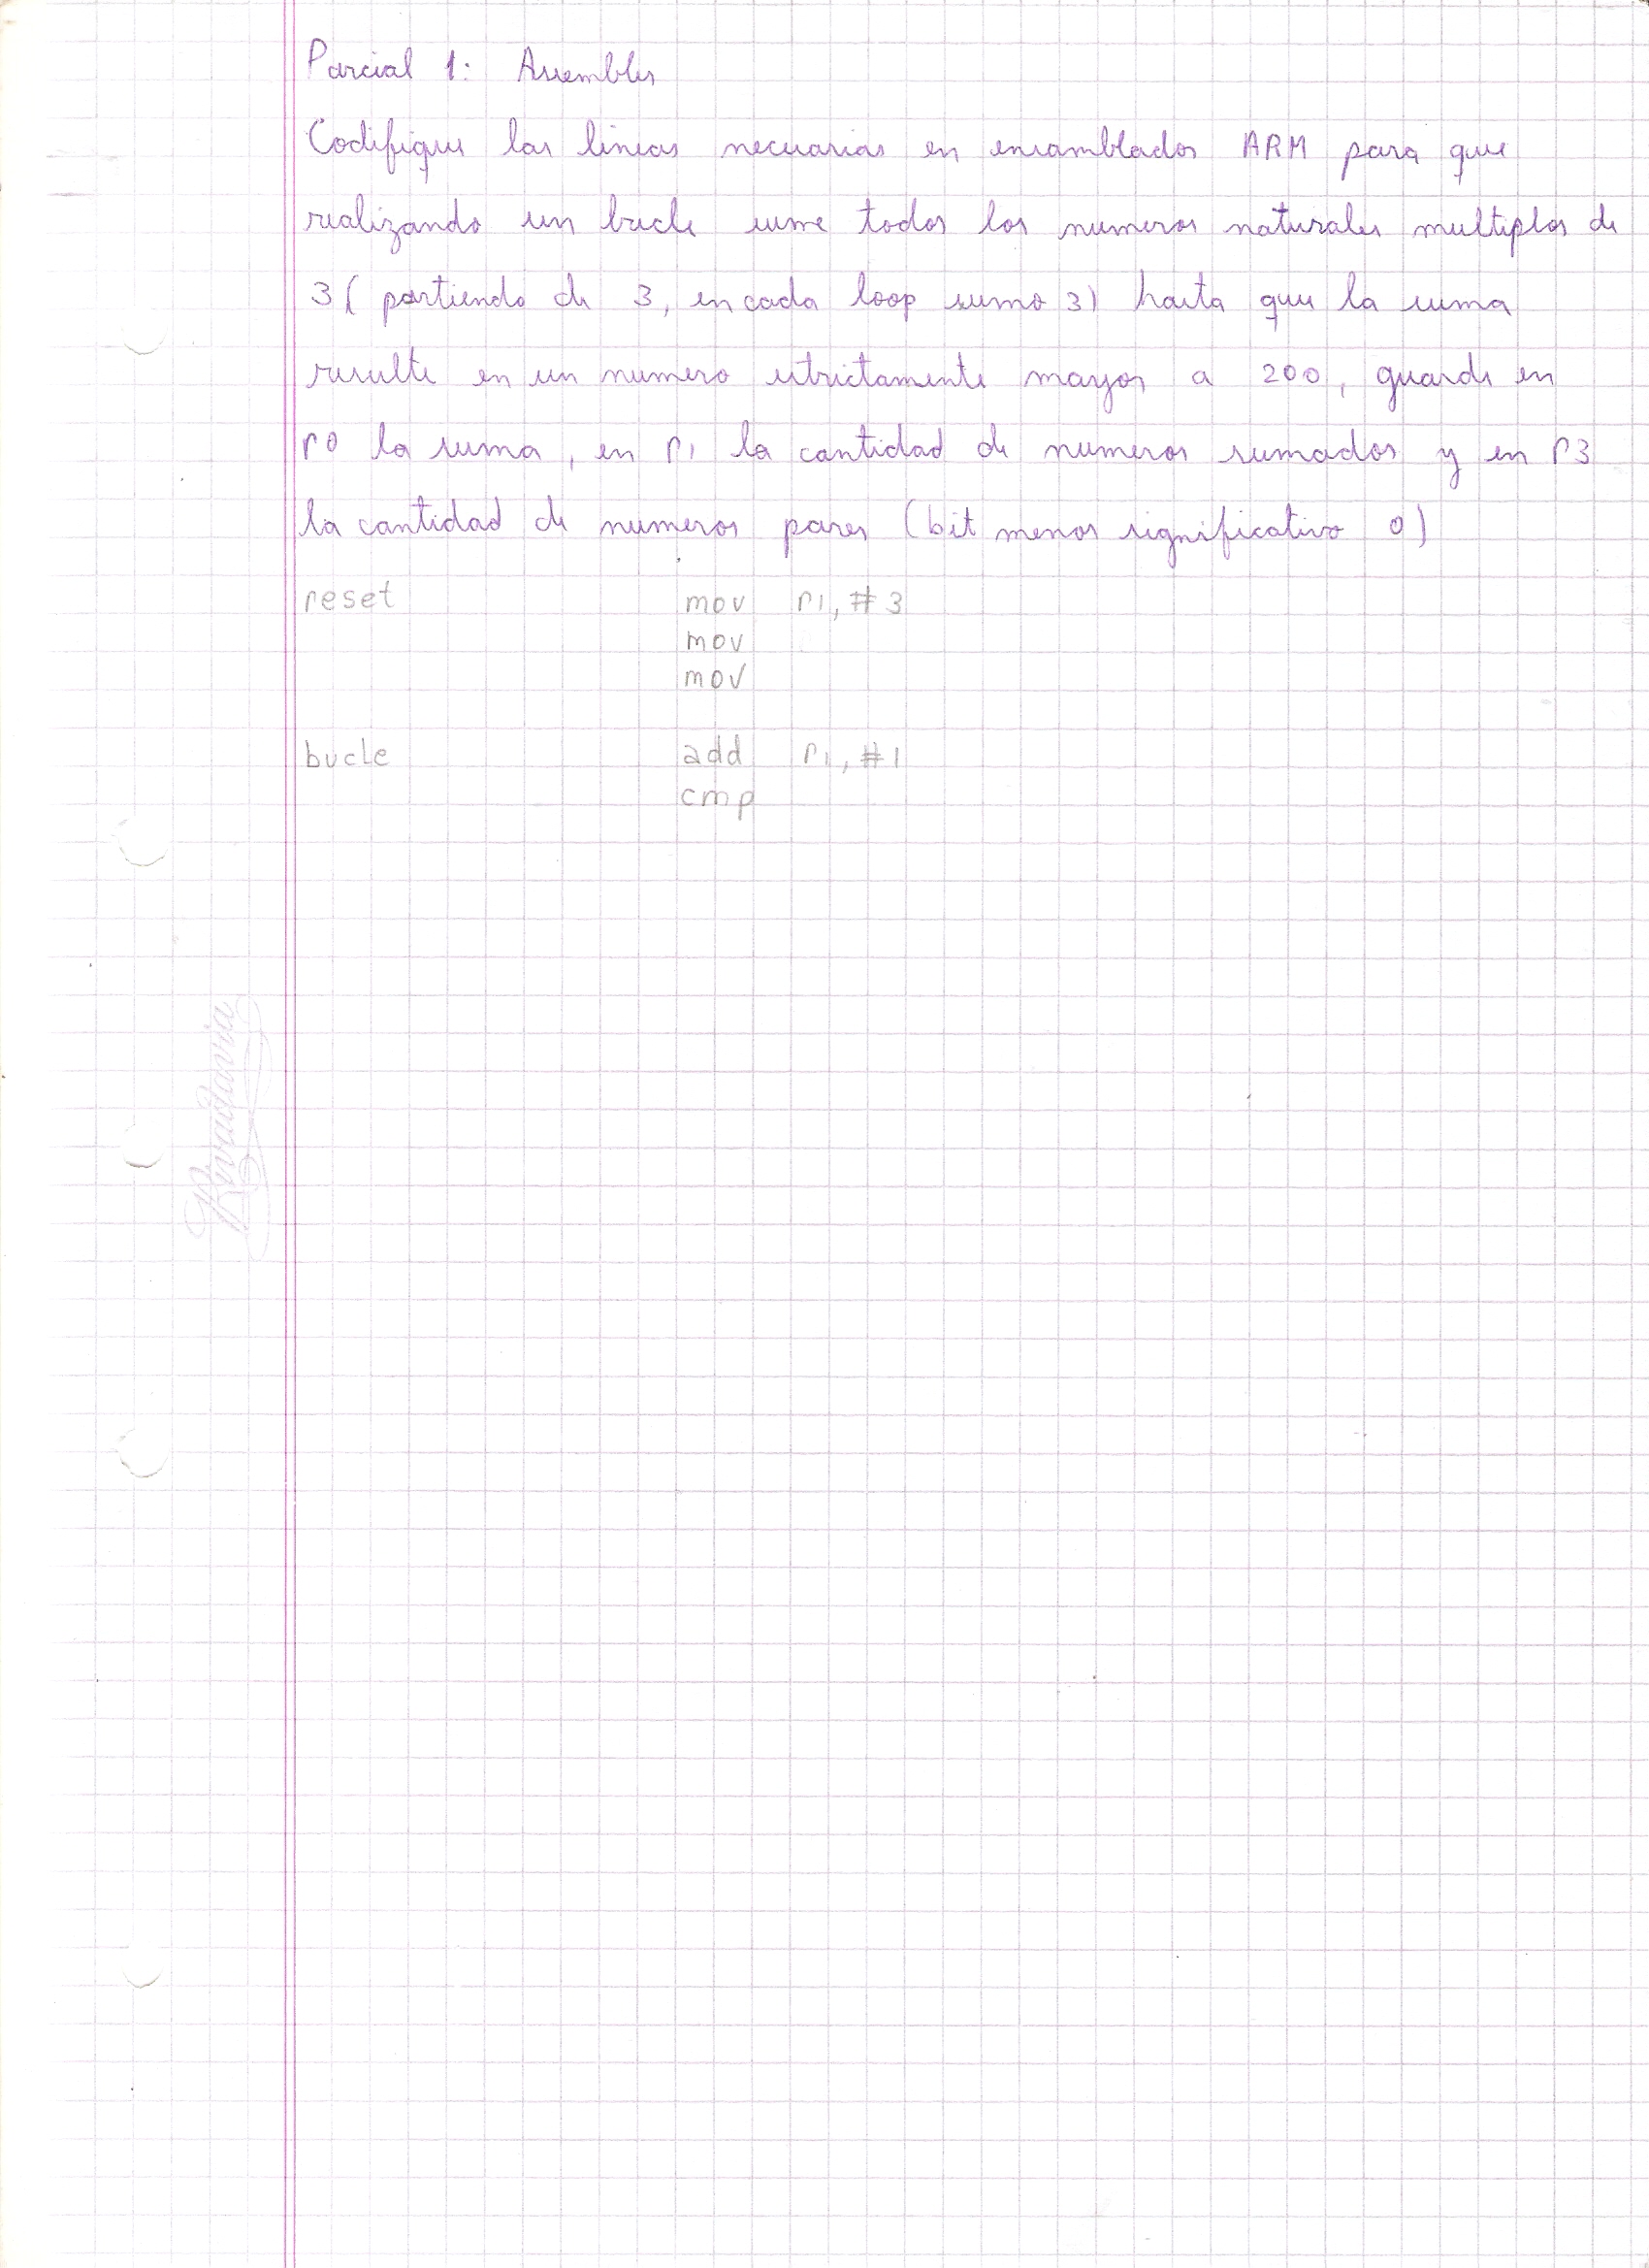 Parcial 1: Assembler
Codifique las lineas necesarias en ensamblador ARM para que
realizando un bucle sume todos los numeros naturales multiplos de
3 ( partiendo de 3, en cada loop sumo 3) hasta que la suma
resulte en un numero estrictamente mayor a 200, guarde en
r0 la suma, en r1 la cantidad de numeros sumados y en r3
la cantidad de numeros pares (bit menos significativo 0)
reset mov r1, #3
mov
mov
bucle add r1, #1
cmp
Rivadavia